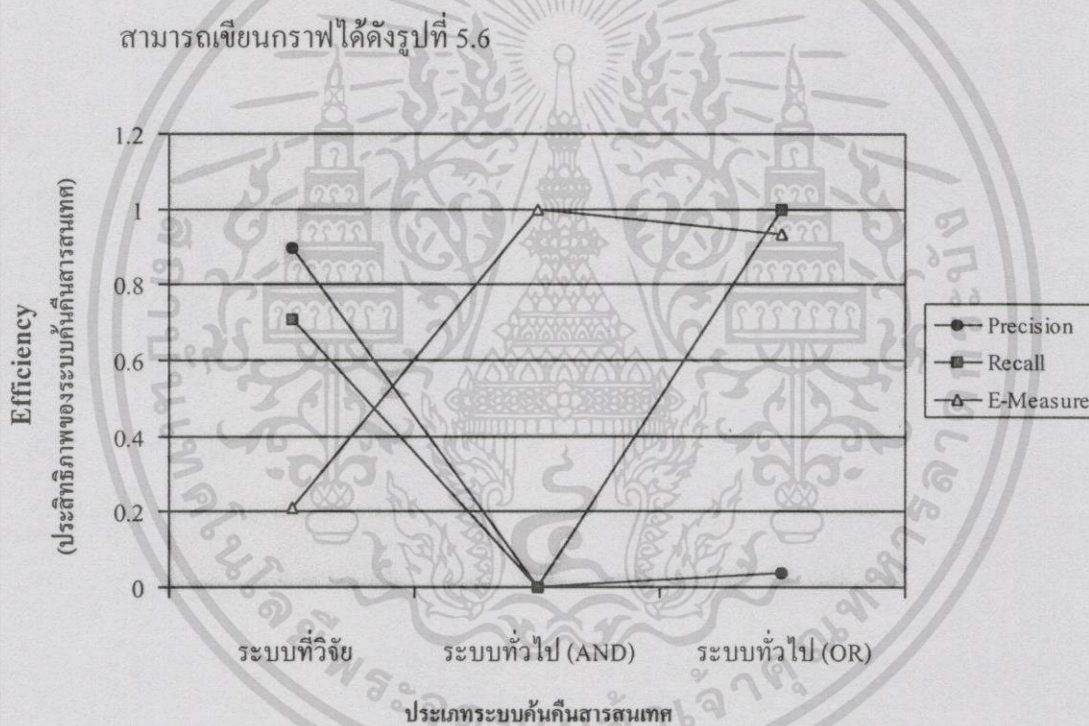 สามารถเขียนกราฟได้ดังรูปที่ 5.6
1.2
1
0.8
0.6
0.4
0.2
0
Efficiency
(ประสิทธิภาพของระบบค้นคืนสารสนเทศ)
Precision
Recall
E-Measure
ระบบที่วิจัย ระบบทั่วไป (AND) ระบบทั่วไป (OR)
ประเภทระบบค้นคืนสารสนเทศ